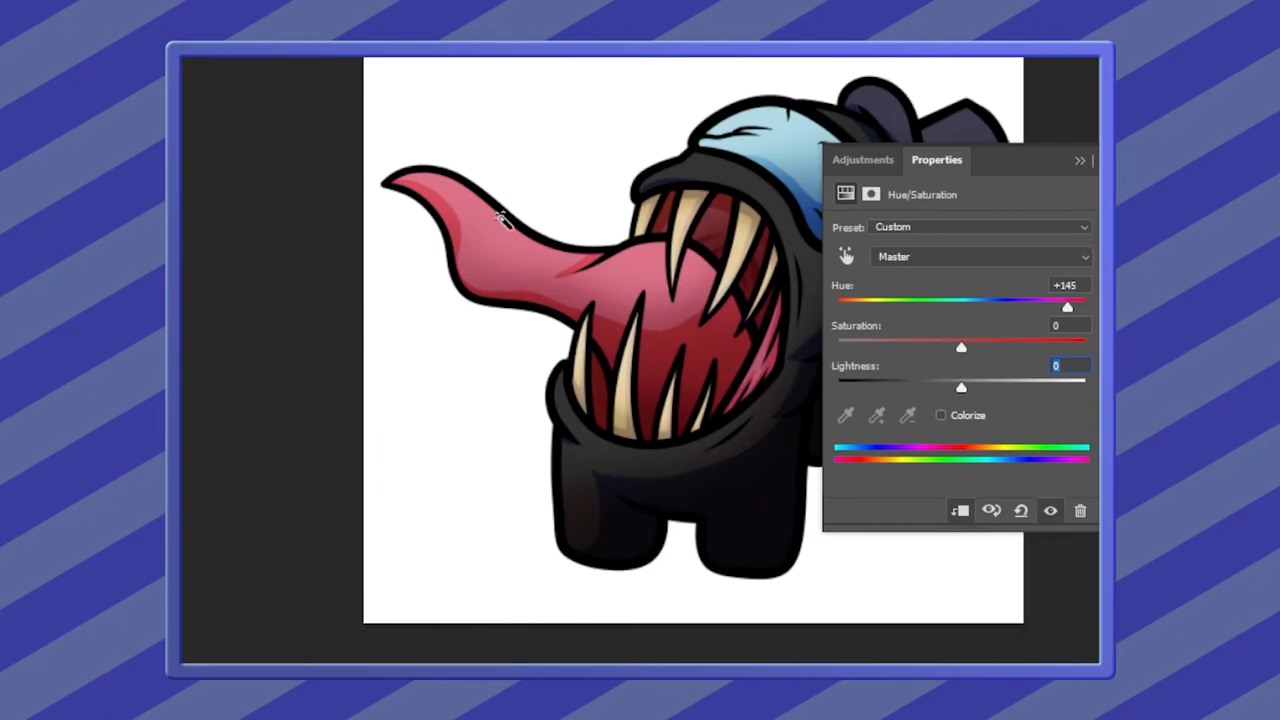 Adjustments Properties
Hue/Saturation
Preset: Custom
Master
Hue: +145
Saturation: 0
Lightness: 0
Colorize